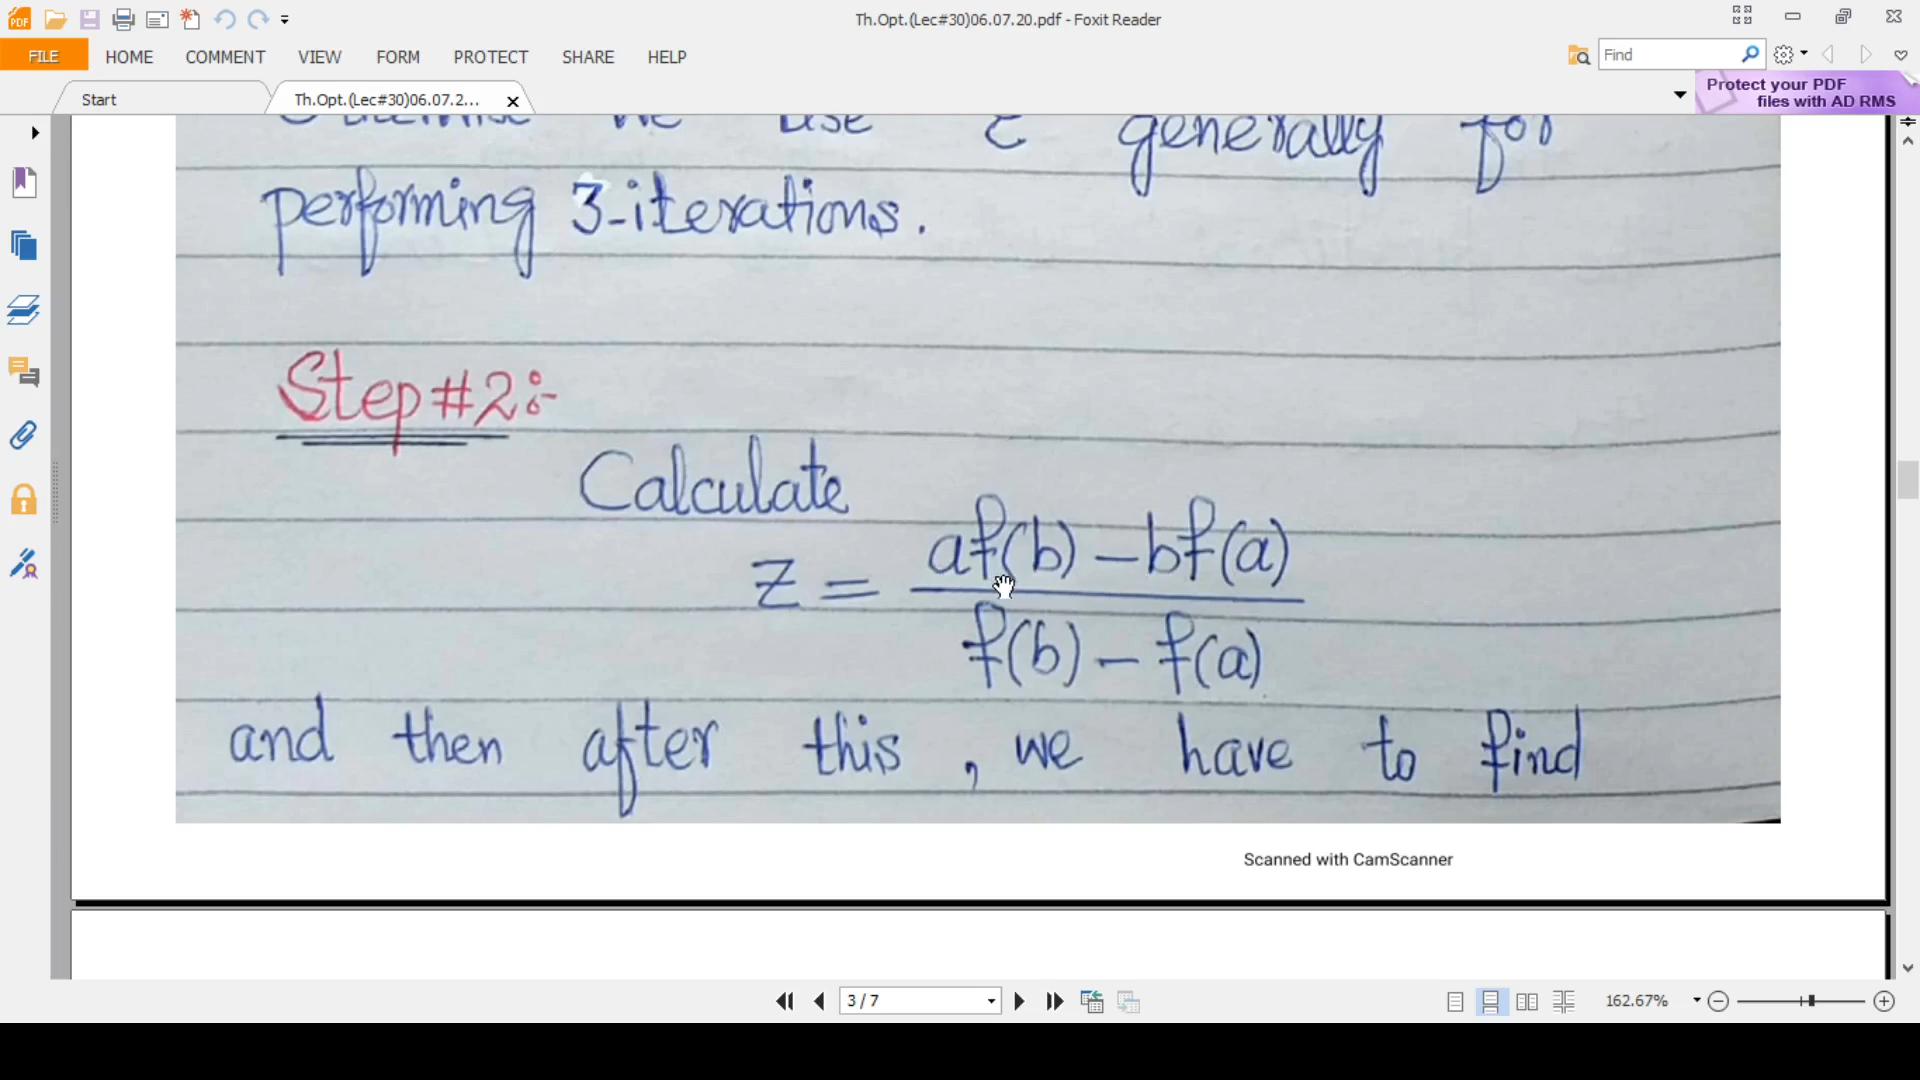 Th.Opt.(Lec#30)06.07.20.pdf - Foxit Reader
FILE HOME COMMENT VIEW FORM PROTECT SHARE HELP
Find
Protect your PDF
files with AD RMS
Start Th.Opt.(Lec#30)06.07.2...
Otherwise we use ε generally for
performing 3-iterations.
Step#2:-
Calculate
z = af(b) - bf(a)
f(b) - f(a)
and then after this, we have to find
Scanned with CamScanner
3 / 7
162.67%